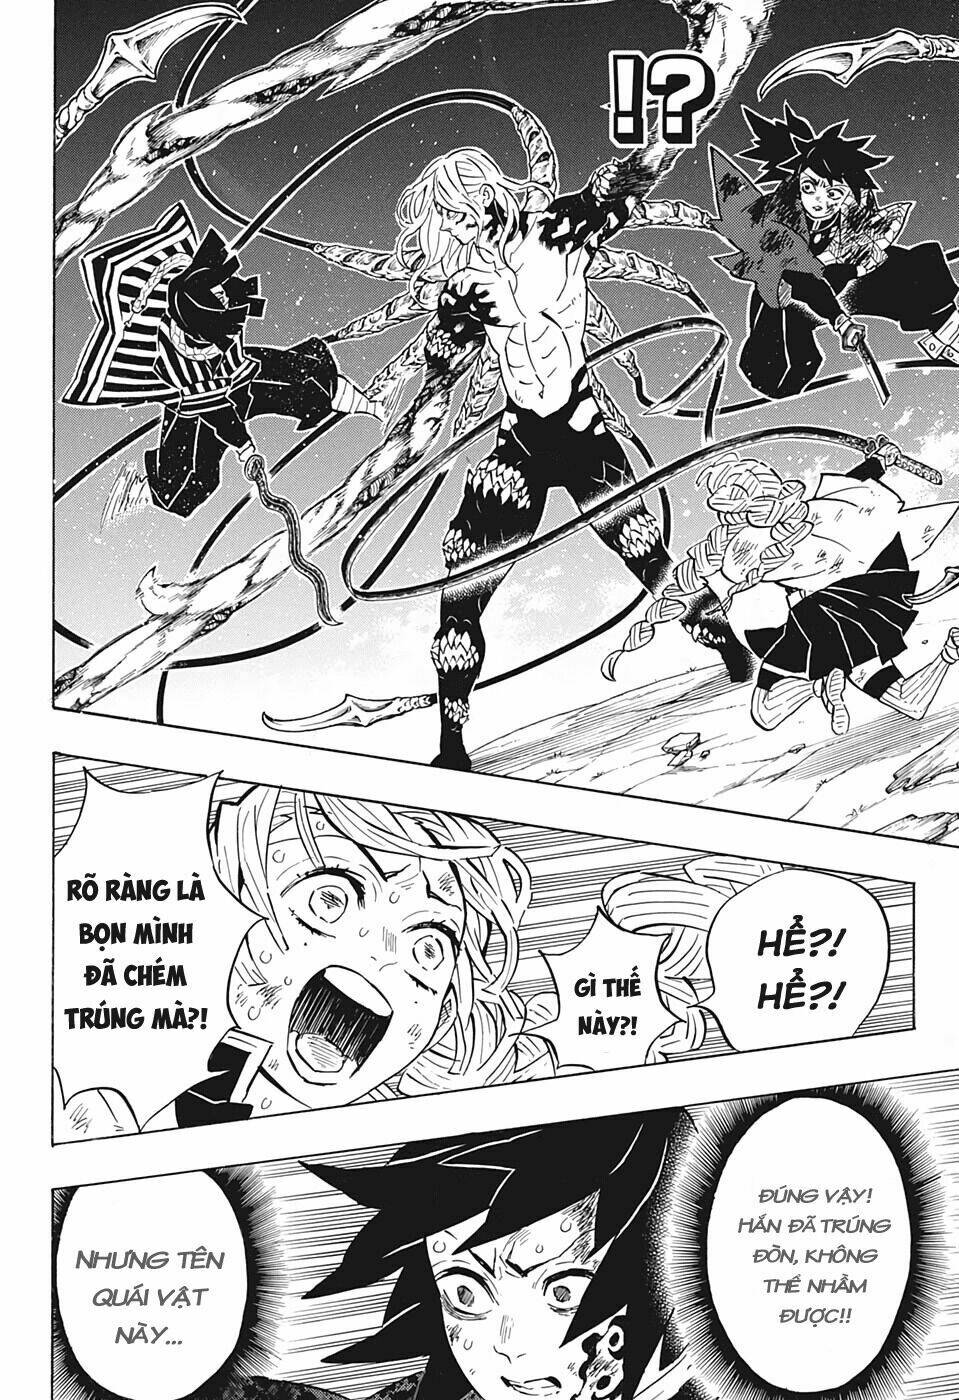 !?
HỂ?!
HỂ?!
GÌ THẾ
NÀY?!
RÕ RÀNG LÀ
BỌN MÌNH
ĐÃ CHÉM
TRÚNG MÀ?!
ĐÚNG VẬY!
HẮN ĐÃ TRÚNG
ĐÒN, KHÔNG
THỂ NHẦM
ĐƯỢC!!
NHƯNG TÊN
QUÁI VẬT
NÀY...